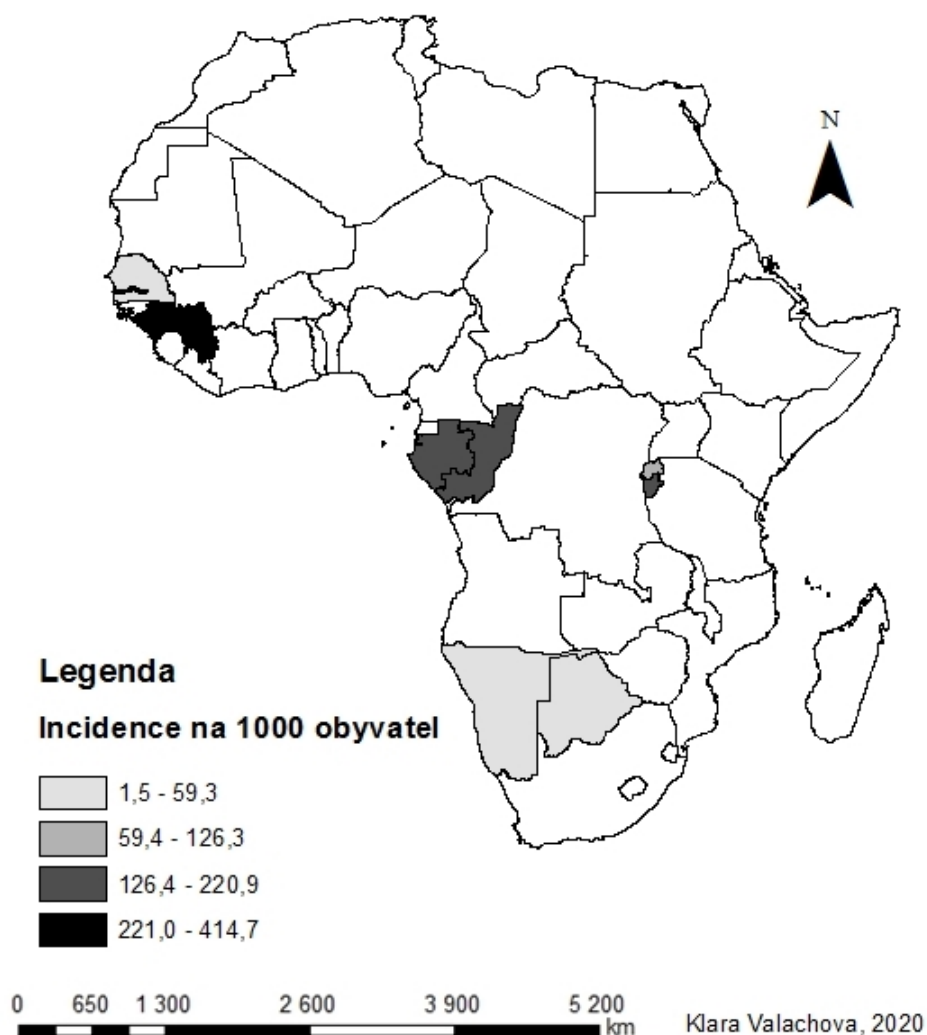 N
Legenda
Incidence na 1000 obyvatel
1,5 - 59,3
59,4 - 126,3
126,4 - 220,9
221,0 - 414,7
0 650 1 300 2 600 3 900 5 200
km
Klara Valachova, 2020